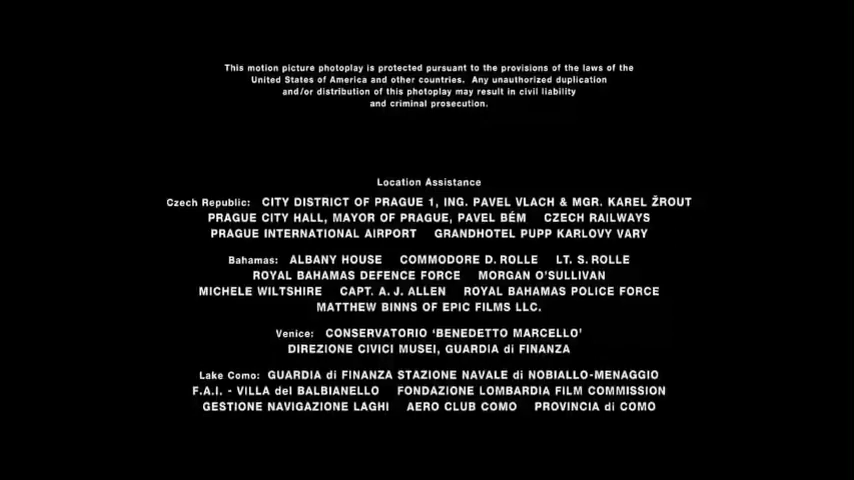 This motion picture photoplay is protected pursuant to the provisions of the laws of the
United States of America and other countries. Any unauthorized duplication
and/or distribution of this photoplay may result in civil liability
and criminal prosecution.
Location Assistance
Czech Republic: CITY DISTRICT OF PRAGUE 1, ING. PAVEL VLACH & MGR. KAREL ŽROUT
PRAGUE CITY HALL, MAYOR OF PRAGUE, PAVEL BÉM CZECH RAILWAYS
PRAGUE INTERNATIONAL AIRPORT GRANDHOTEL PUPP KARLOVY VARY
Bahamas: ALBANY HOUSE COMMODORE D. ROLLE LT. S. ROLLE
ROYAL BAHAMAS DEFENCE FORCE MORGAN O'SULLIVAN
MICHELE WILTSHIRE CAPT. A. J. ALLEN ROYAL BAHAMAS POLICE FORCE
MATTHEW BINNS OF EPIC FILMS LLC.
Venice: CONSERVATORIO 'BENEDETTO MARCELLO'
DIREZIONE CIVICI MUSEI, GUARDIA di FINANZA
Lake Como: GUARDIA di FINANZA STAZIONE NAVALE di NOBIALLO-MENAGGIO
F.A.I. - VILLA del BALBIANELLO FONDAZIONE LOMBARDIA FILM COMMISSION
GESTIONE NAVIGAZIONE LAGHI AERO CLUB COMO PROVINCIA di COMO